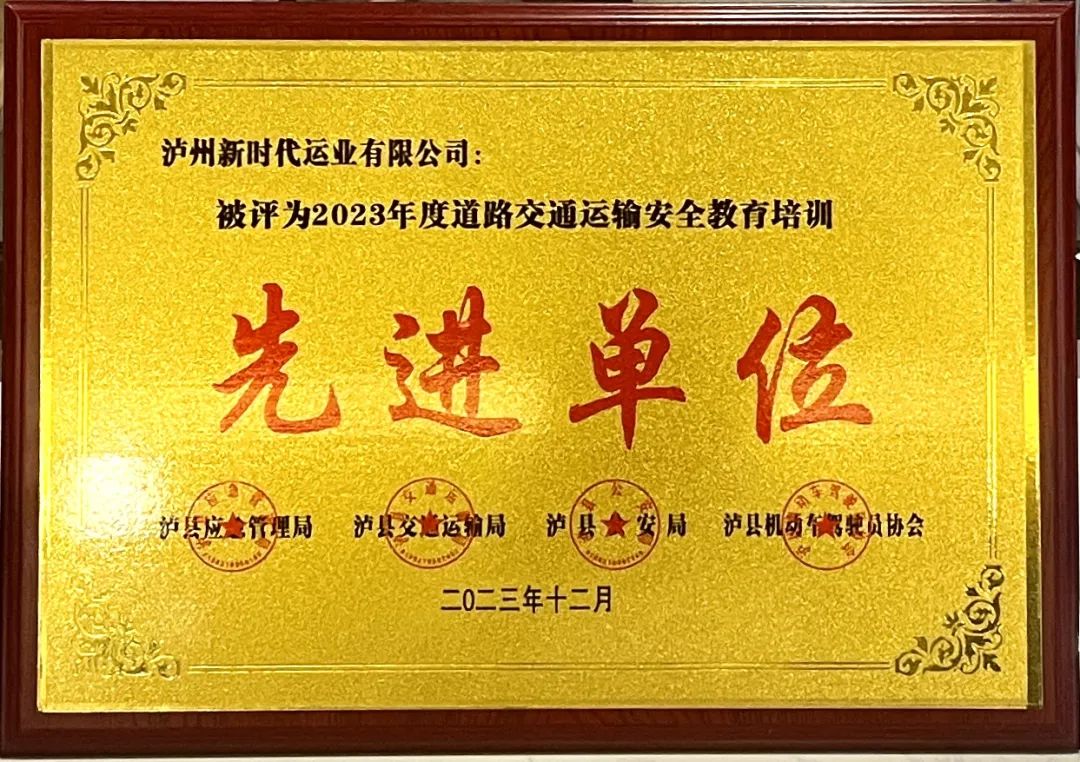 泸州新时代运业有限公司:
被评为2023年度道路交通运输安全教育培训
先进单位
泸县应急管理局 泸县交通运输局 泸县公安局 泸县机动车驾驶员协会
二0二三年十二月